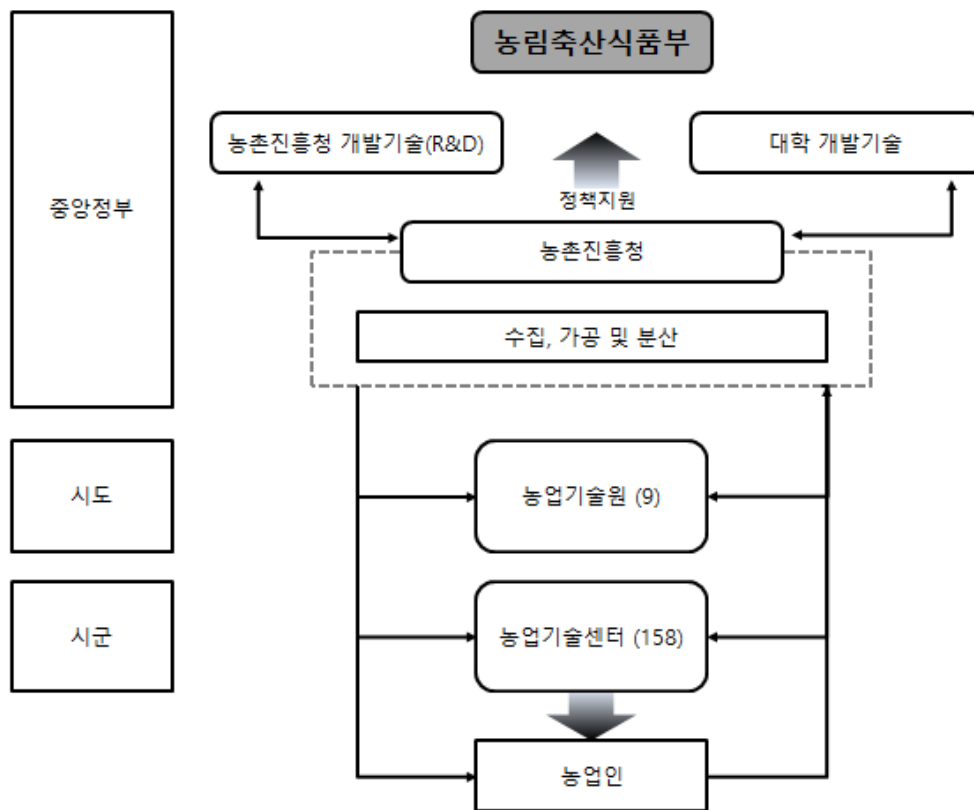 농림축산식품부
농촌진흥청 개발기술(R&D)
대학 개발기술
중앙정부
정책지원
농촌진흥청
수집, 가공 및 분산
시도
농업기술원 (9)
시군
농업기술센터 (158)
농업인